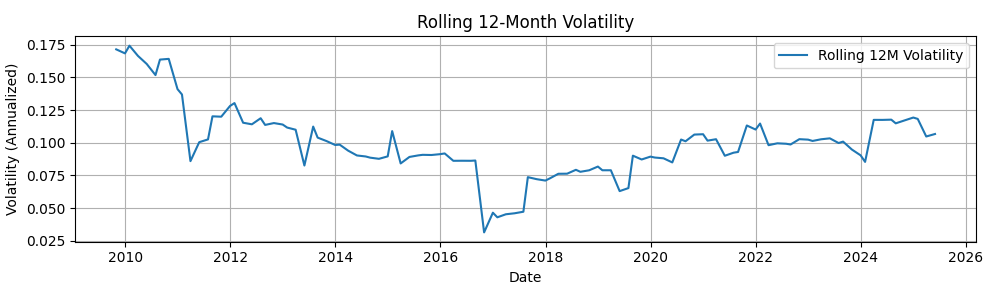 Rolling 12-Month Volatility
Volatility (Annualized)
0.175
0.150
0.125
0.100
0.075
0.050
0.025
Rolling 12M Volatility
2010 2012 2014 2016 2018 2020 2022 2024 2026
Date